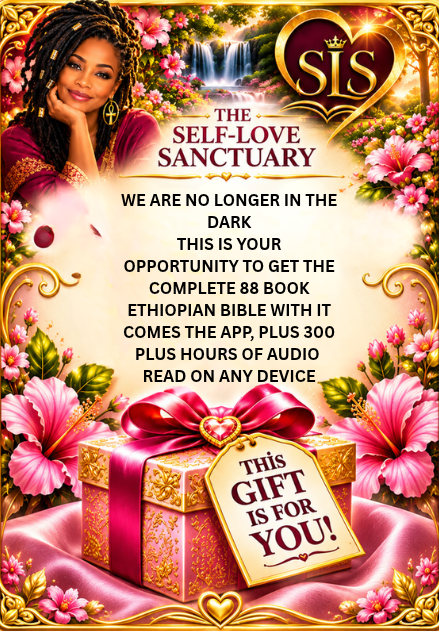 SIS
THE
SELF-LOVE
SANCTUARY
WE ARE NO LONGER IN THE
DARK
THIS IS YOUR
OPPORTUNITY TO GET THE
COMPLETE 88 BOOK
ETHIOPIAN BIBLE WITH IT
COMES THE APP, PLUS 300
PLUS HOURS OF AUDIO
READ ON ANY DEVICE
THIS
GIFT
IS FOR
YOU!